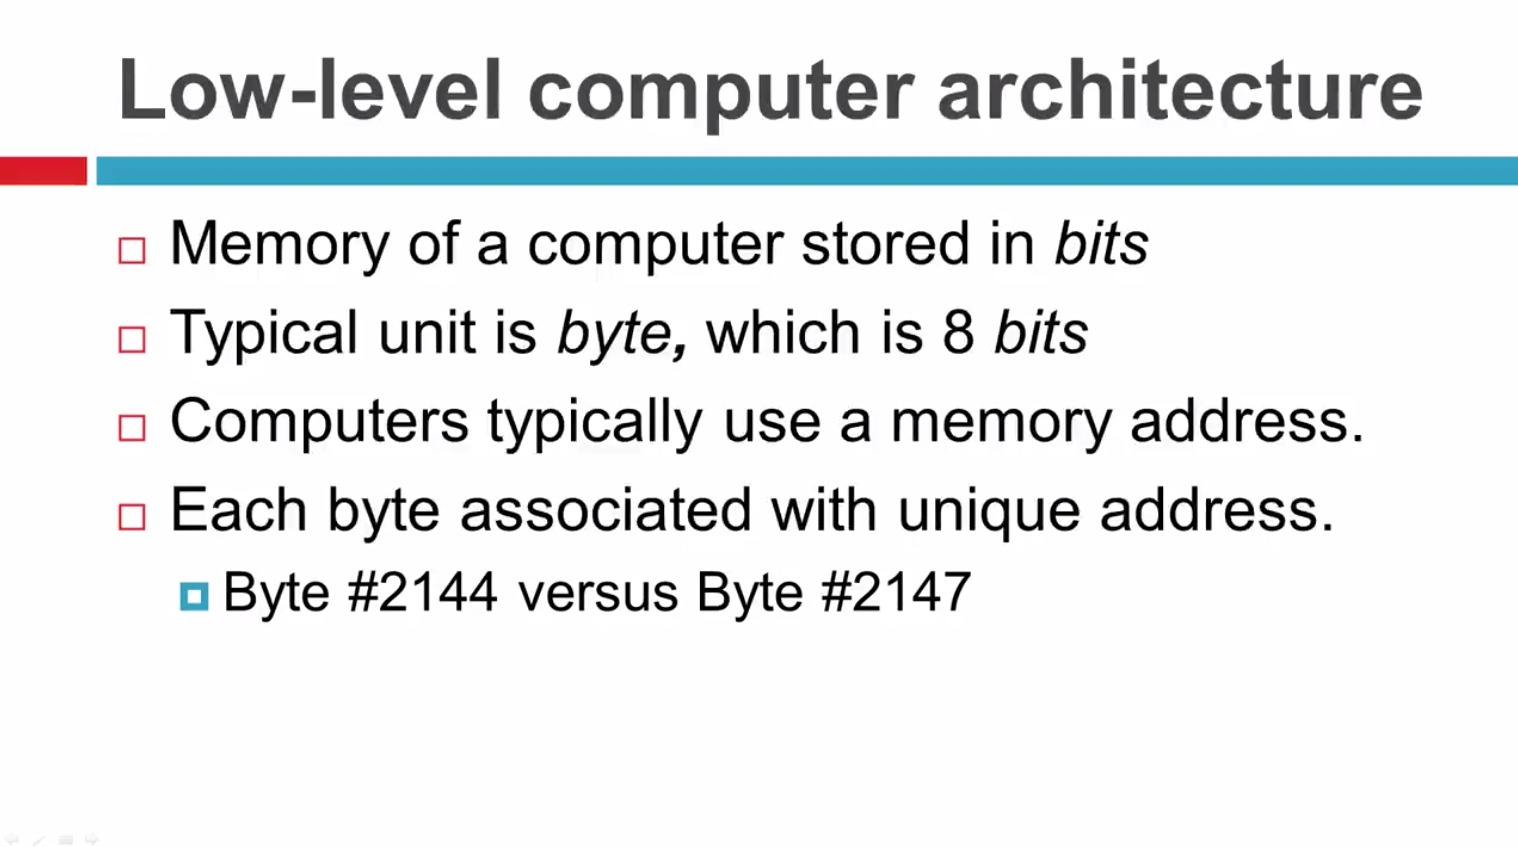 Low-level computer architecture
Memory of a computer stored in bits
Typical unit is byte, which is 8 bits
Computers typically use a memory address.
Each byte associated with unique address.
Byte #2144 versus Byte #2147